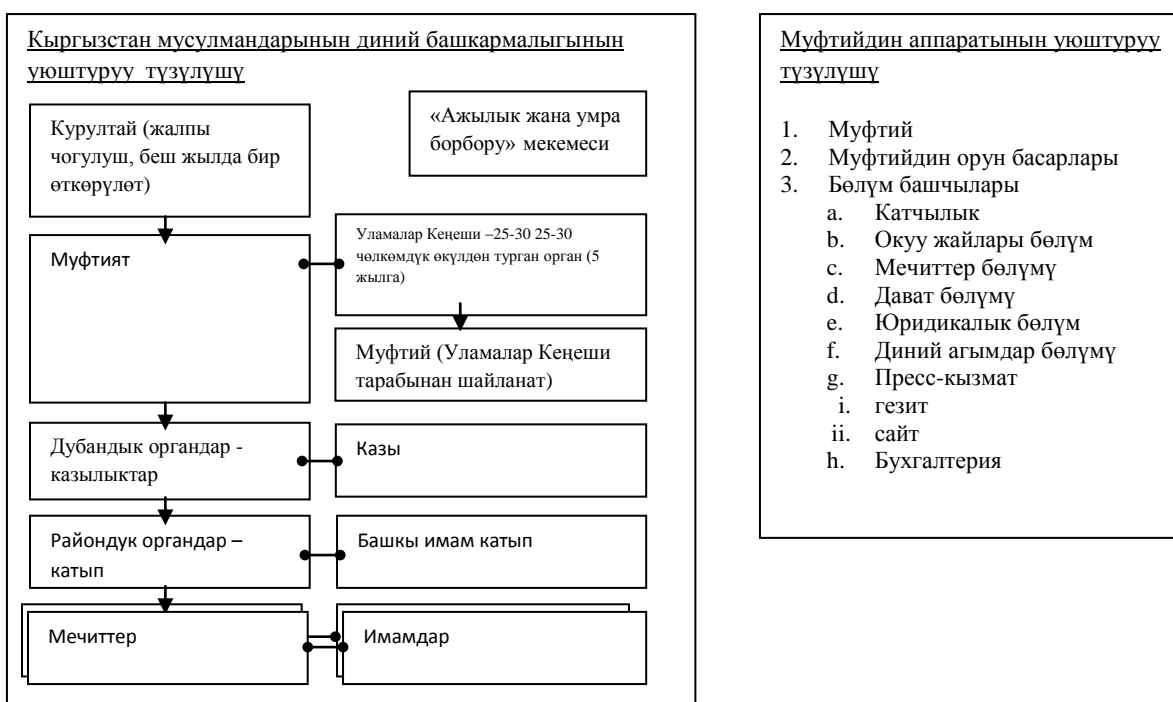 Кыргызстан мусулмандарынын диний башкармалыгынын
уюштуруу түзүлүшү
Курултай (жалпы
чогулуш, беш жылда бир
өткөрүлөт)
«Ажылык жана умра
борбору» мекемеси
Муфтият
Уламалар Кеңеши –25-30 25-30
чөлкөмдүк өкүлдөн турган орган (5
жылга)
Муфтий (Уламалар Кеңеши
тарабынан шайланат)
Дубандык органдар -
казылыктар
Казы
Райондук органдар –
катып
Башкы имам катып
Мечиттер
Имамдар
Муфтийдин аппаратынын уюштуруу
түзүлүшү
1. Муфтий
2. Муфтийдин орун басарлары
3. Бөлүм башчылары
a. Катчылык
b. Окуу жайлары бөлүм
c. Мечиттер бөлүмү
d. Дават бөлүмү
e. Юридикалык бөлүм
f. Диний агымдар бөлүмү
g. Пресс-кызмат
i. гезит
ii. сайт
h. Бухгалтерия